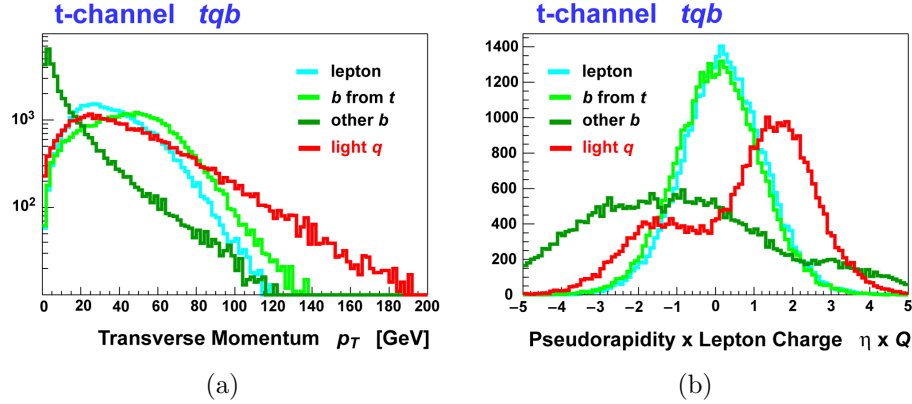 t-channel tqb
10³
10²
lepton
b from t
other b
light q
0 20 40 60 80 100 120 140 160 180 200
Transverse Momentum p_T [GeV]
(a)
t-channel tqb
1400
1200
1000
800
600
400
200
0
lepton
b from t
other b
light q
−5 −4 −3 −2 −1 0 1 2 3 4 5
Pseudorapidity x Lepton Charge η x Q
(b)